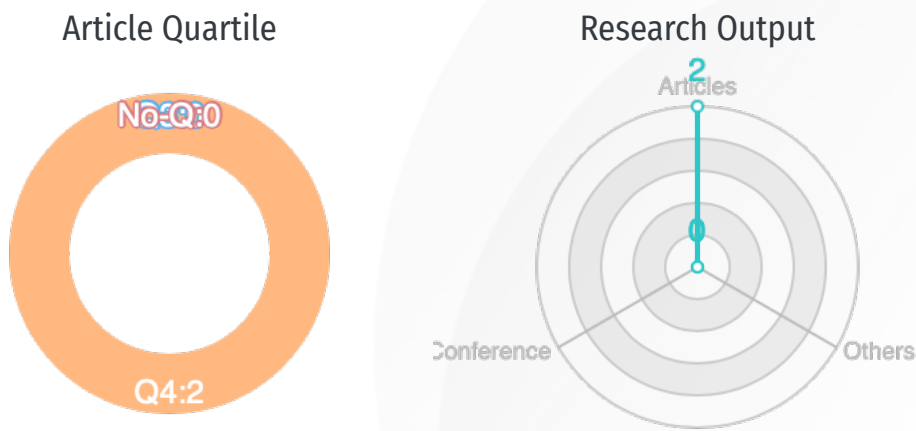 Article Quartile
No-Q:0
Q4:2
Research Output
2
Articles
0
Conference
Others